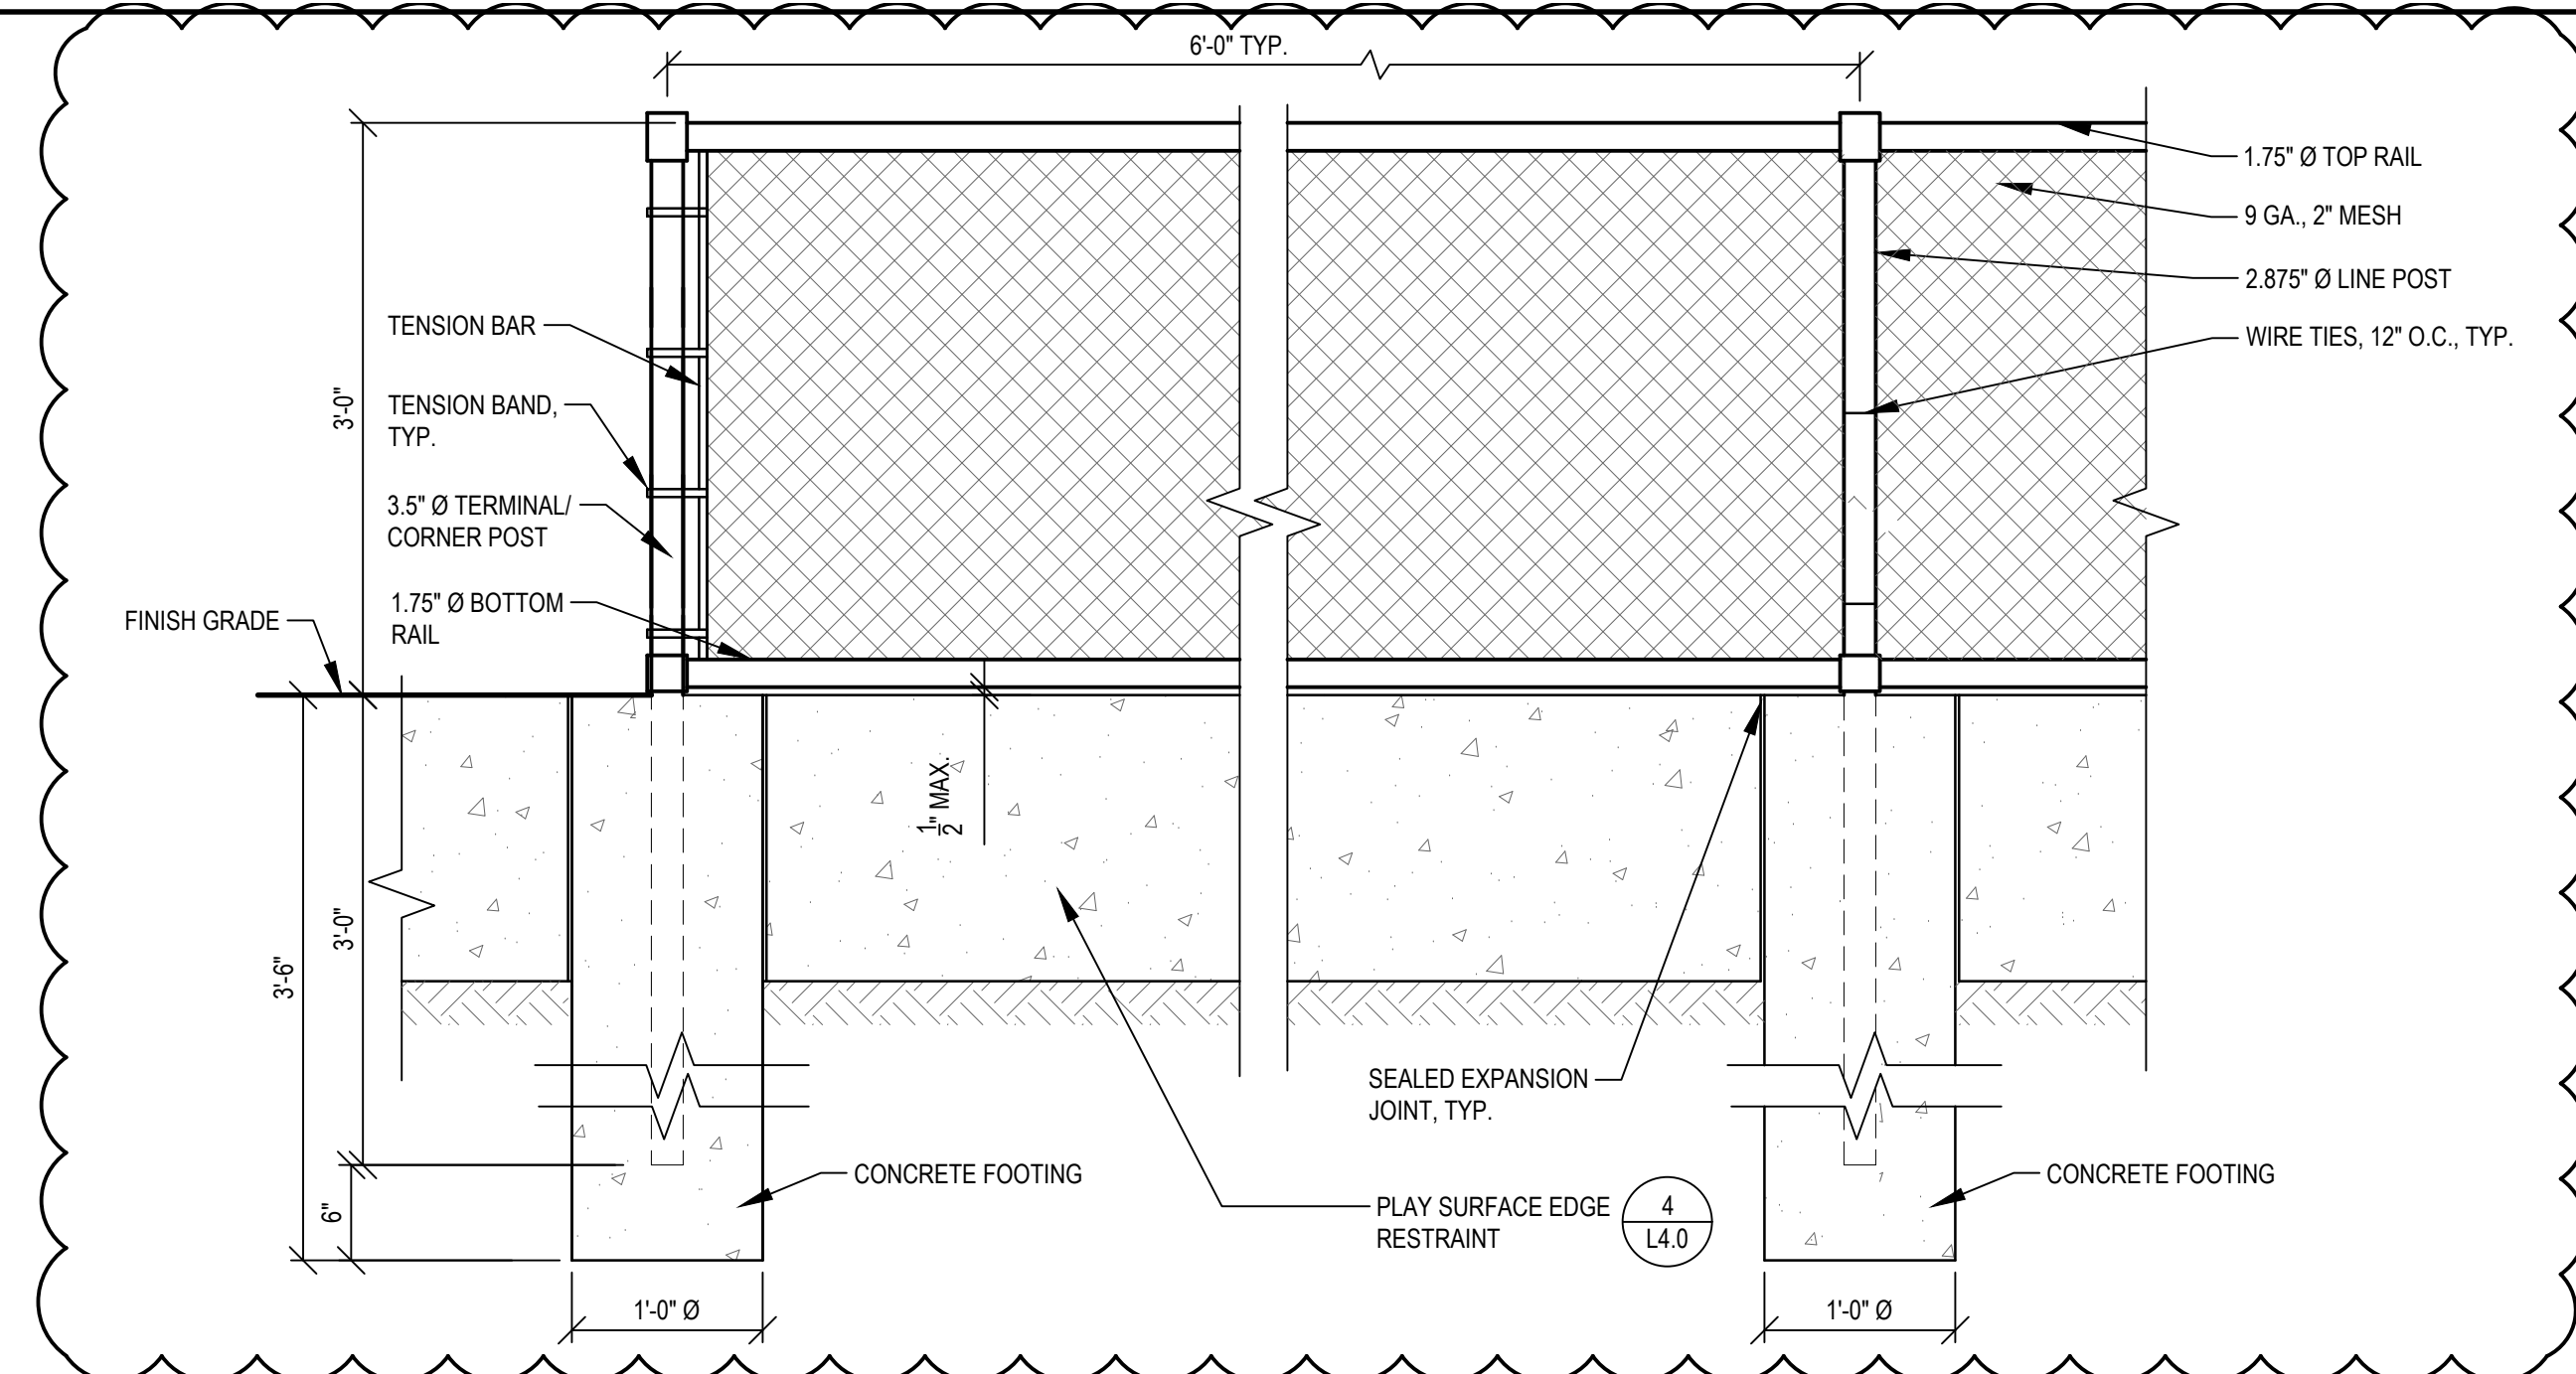 6'-0" TYP.
1.75" Ø TOP RAIL
9 GA., 2" MESH
2.875" Ø LINE POST
WIRE TIES, 12" O.C., TYP.
3'-0"
TENSION BAR
TENSION BAND,
TYP.
3.5" Ø TERMINAL/
CORNER POST
1.75" Ø BOTTOM
RAIL
FINISH GRADE
1/2" MAX.
3'-0"
3'-6"
6"
SEALED EXPANSION
JOINT, TYP.
CONCRETE FOOTING
PLAY SURFACE EDGE
RESTRAINT
4
L4.0
CONCRETE FOOTING
1'-0" Ø
1'-0" Ø